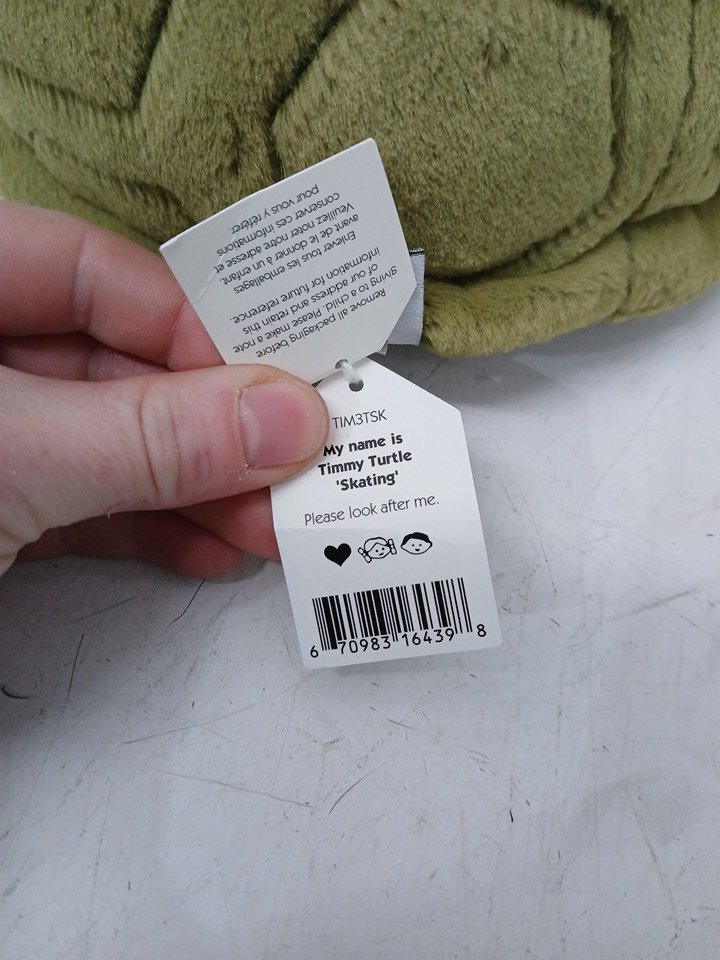 Remove all packaging before
giving to a child. Please make a note
of our address and retain this
information for future reference.
Enlever tous les emballages
avant de le donner à un enfant.
Veuillez noter notre adresse et
conserver ces informations
pour vous y référer.
TIM3TSK
My name is
Timmy Turtle
'Skating'
Please look after me.
6 70983 16439 8